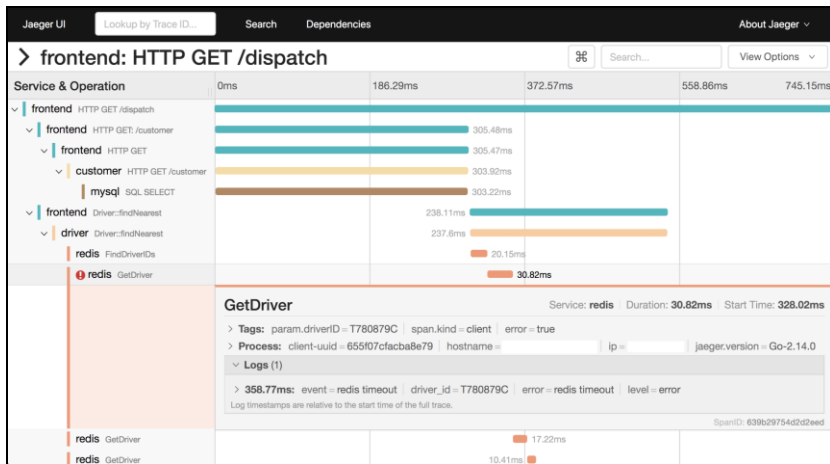 Jaeger UI Lookup by Trace ID... Search Dependencies About Jaeger
frontend: HTTP GET /dispatch ⌘ Search... View Options
Service & Operation 0ms 186.29ms 372.57ms 558.86ms 745.15ms
frontend HTTP GET /dispatch
frontend HTTP GET: /customer 305.48ms
frontend HTTP GET 305.47ms
customer HTTP GET /customer 303.92ms
mysql SQL SELECT 303.22ms
frontend Driver::findNearest 238.11ms
driver Driver::findNearest 237.6ms
redis FindDriverIDs 20.15ms
redis GetDriver 30.82ms
GetDriver Service: redis Duration: 30.82ms Start Time: 328.02ms
Tags: param.driverID = T780879C span.kind = client error = true
Process: client-uuid = 655f07cfacba8e79 hostname = ip = jaeger.version = Go-2.14.0
Logs (1)
358.77ms: event = redis timeout driver_id = T780879C error = redis timeout level = error
Log timestamps are relative to the start time of the full trace.
SpanID: 639b29754d2d2eed
redis GetDriver 17.22ms
redis GetDriver 10.41ms